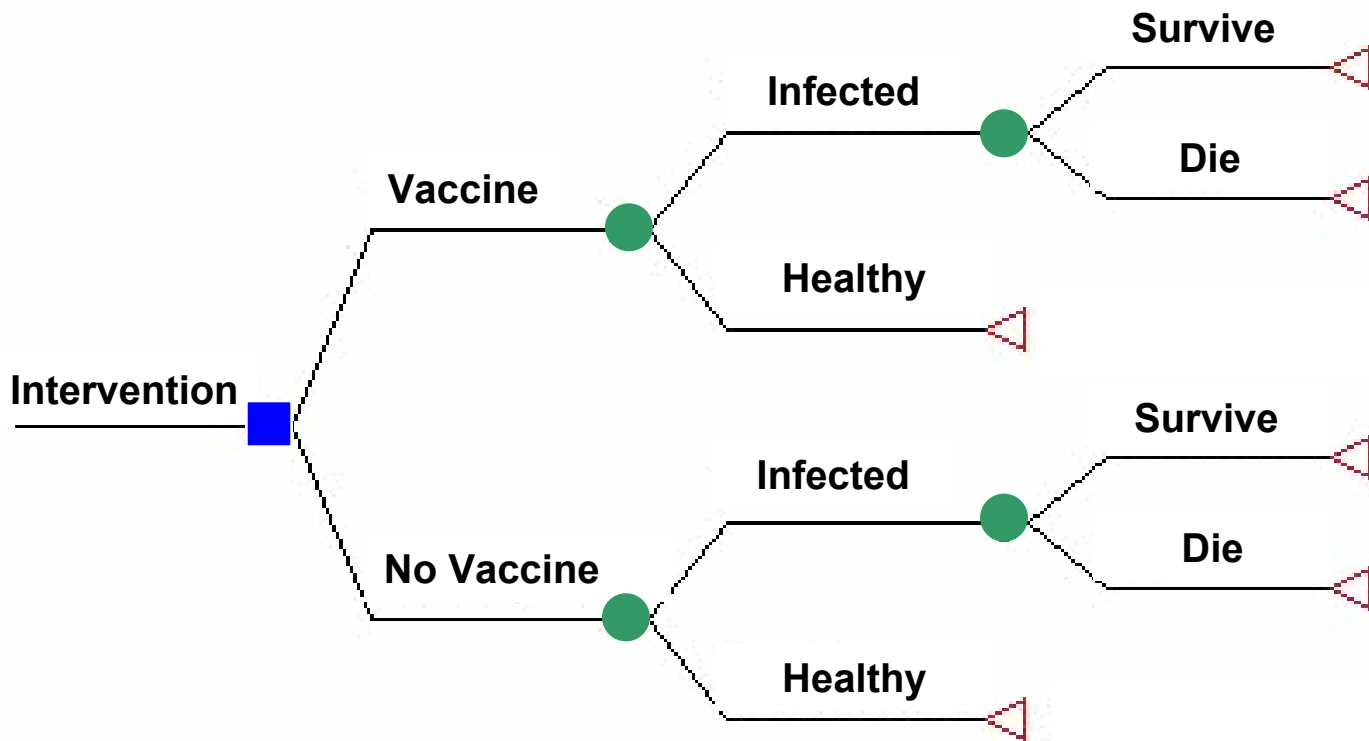 Survive
Infected
Die
Vaccine
Healthy
Intervention
Survive
Infected
Die
No Vaccine
Healthy